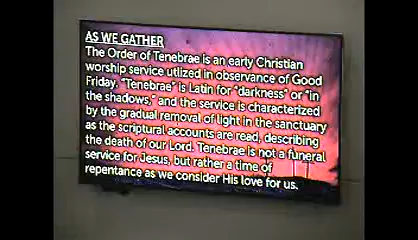 AS WE GATHER
The Order of Tenebrae is an early Christian
worship service utlized in observance of Good
Friday. "Tenebrae" is Latin for "darkness" or "in
the shadows," and the service is characterized
by the gradual removal of light in the sanctuary
as the scriptural accounts are read, describing
the death of our Lord. Tenebrae is not a funeral
service for Jesus, but rather a time of
repentance as we consider His love for us.